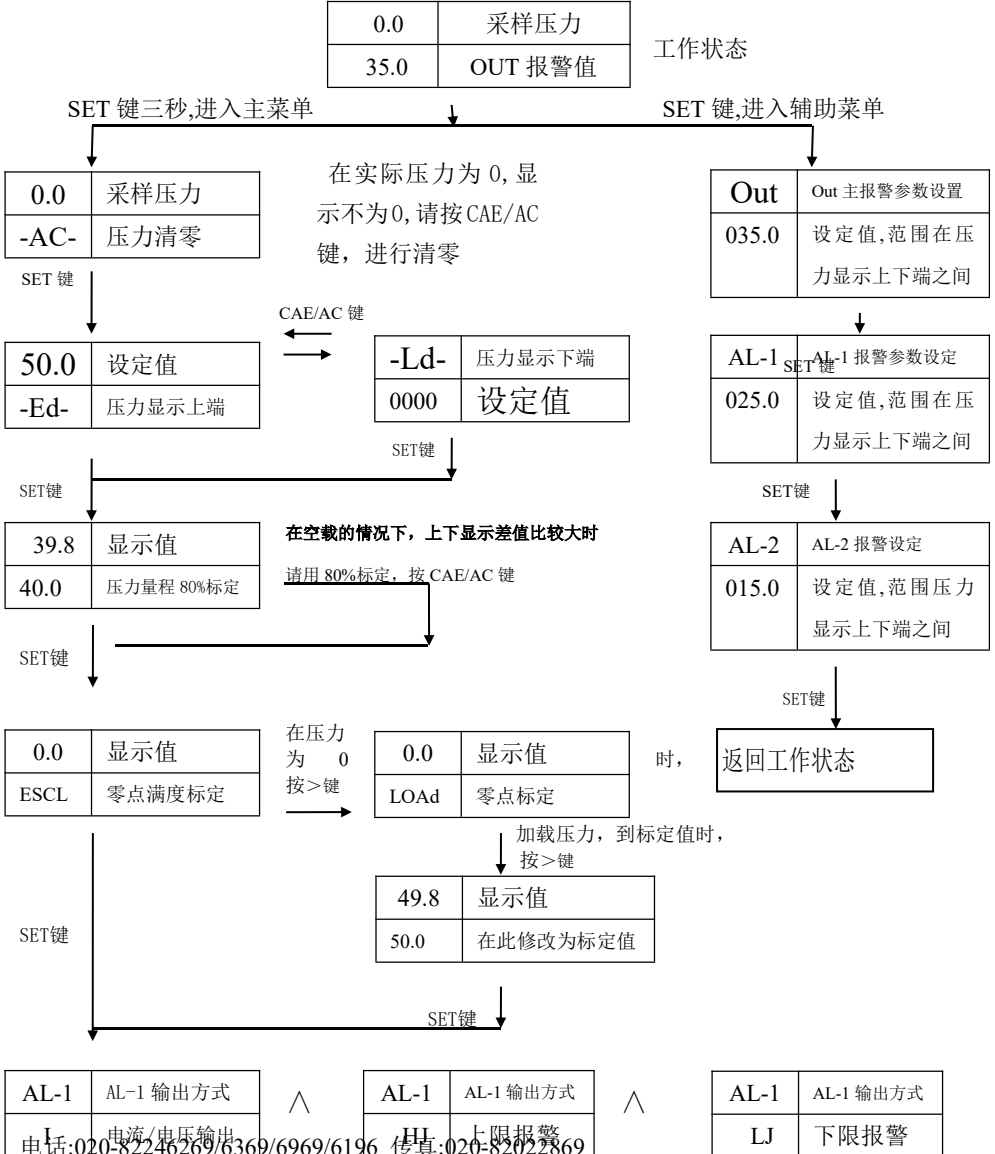 0.0 采样压力
35.0 OUT 报警值
工作状态
SET 键三秒,进入主菜单
SET 键,进入辅助菜单
0.0 采样压力
-AC- 压力清零
在实际压力为 0,显
示不为0,请按CAE/AC
键，进行清零
Out Out 主报警参数设置
035.0 设定值,范围在压
力显示上下端之间
SET 键
CAE/AC 键
50.0 设定值
-Ed- 压力显示上端
-Ld- 压力显示下端
0000 设定值
SET 键
AL-1 AL-1 报警参数设定
025.0 设定值,范围在压
力显示上下端之间
SET键
SET键
SET键
39.8 显示值
40.0 压力量程 80%标定
在空载的情况下，上下显示差值比较大时
请用 80%标定，按 CAE/AC 键
AL-2 AL-2 报警设定
015.0 设定值,范围压力
显示上下端之间
SET键
SET键
0.0 显示值
ESCL 零点满度标定
在压力
为 0
按＞键
0.0 显示值
LOAd 零点标定
时，
返回工作状态
加载压力，到标定值时，
按＞键
49.8 显示值
50.0 在此修改为标定值
SET键
SET键
AL-1 AL-1 输出方式
I 电流/电压输出
∧
AL-1 AL-1 输出方式
HJ 上限报警
∧
AL-1 AL-1 输出方式
LJ 下限报警
电话:020-82246269/6369/6969/6196 传真:020-82022869